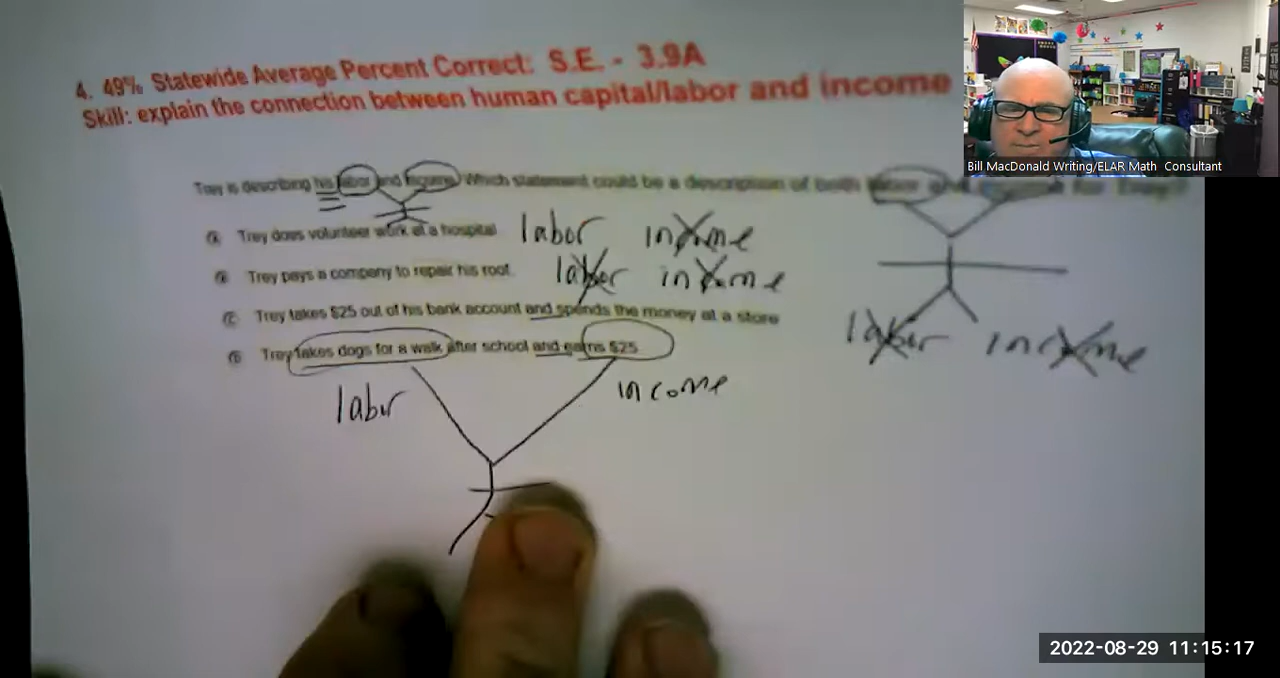 4. 49% Statewide Average Percent Correct: S.E. - 3.9A
Skill: explain the connection between human capital/labor and income
Bill MacDonald Writing/ELAR Math Consultant
Trey is describing his labor and income. Which statement could be a description of both labor and income
Trey does volunteer work at a hospital. labor income
Trey pays a company to repair his roof. labor income
Trey takes $25 out of his bank account and spends the money at a store
labor income
Trey takes dogs for a walk after school and earns $25
labor income
2022-08-29 11:15:17